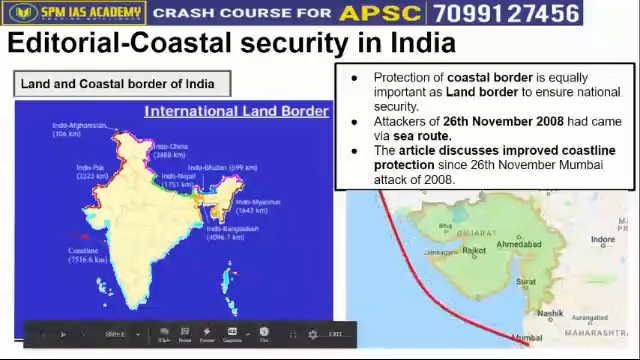 SPM IAS ACADEMY
CRASH COURSE FOR APSC 7099127456
Editorial-Coastal security in India
Land and Coastal border of India
International Land Border
Indo-Afghanistan
(106 km)
Indo-China
(3488 km)
Indo-Pak
(3323 km)
Indo-Nepal
(1751 km)
Indo-Bhutan (699 km)
Indo-Myanmar
(1643 km)
Indo-Bangladesh
(4096.7 km)
Coastline
(7516.6 km)
● Protection of coastal border is equally
important as Land border to ensure national
security.
● Attackers of 26th November 2008 had came
via sea route.
● The article discusses improved coastline
protection since 26th November Mumbai
attack of 2008.
GUJARAT
Bhuj
Jamnagar
Rajkot
Ahmedabad
Indore
Surat
Nashik
Aurangabad
MAHARASHTRA
Mumbai
EXIT